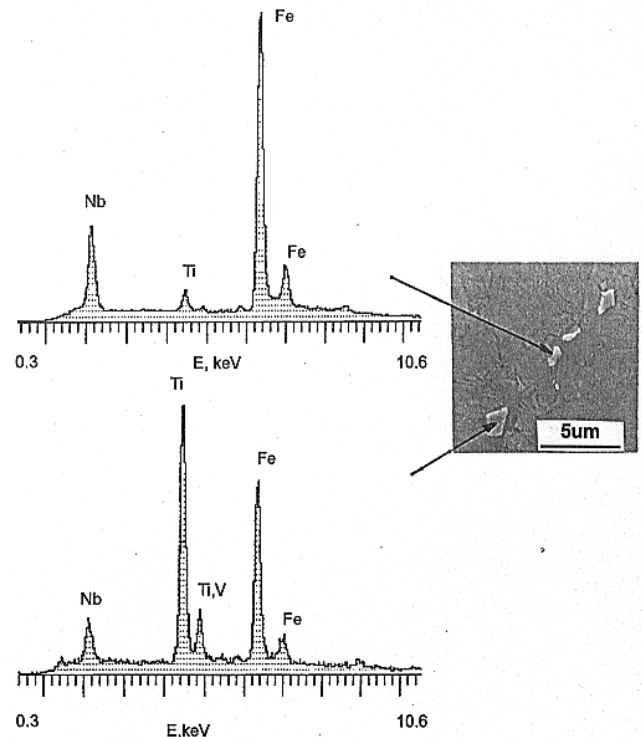 Fe
Nb
Ti
Fe
0,3
E, keV
10.6
5um
Ti
Fe
Nb
Ti,V
Fe
0.3
E,keV
10.6